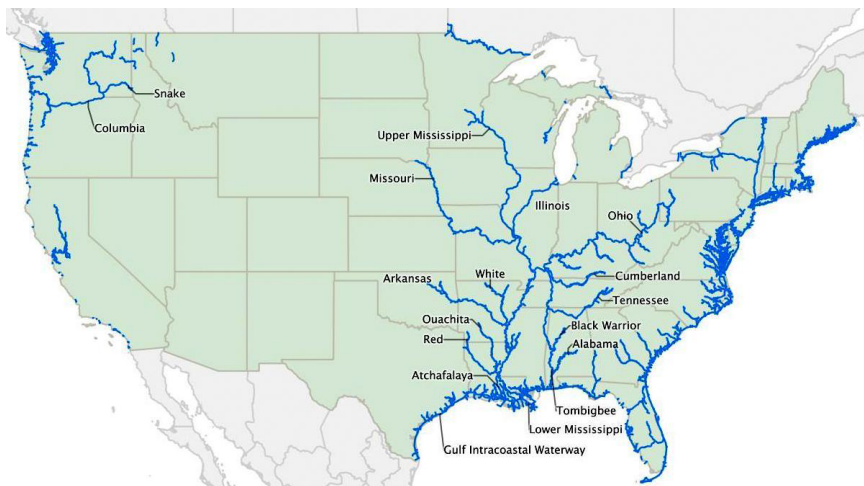 Snake
Columbia
Upper Mississippi
Missouri
Illinois
Ohio
Arkansas
White
Cumberland
Tennessee
Ouachita
Black Warrior
Red
Alabama
Atchafalaya
Tombigbee
Lower Mississippi
Gulf Intracoastal Waterway